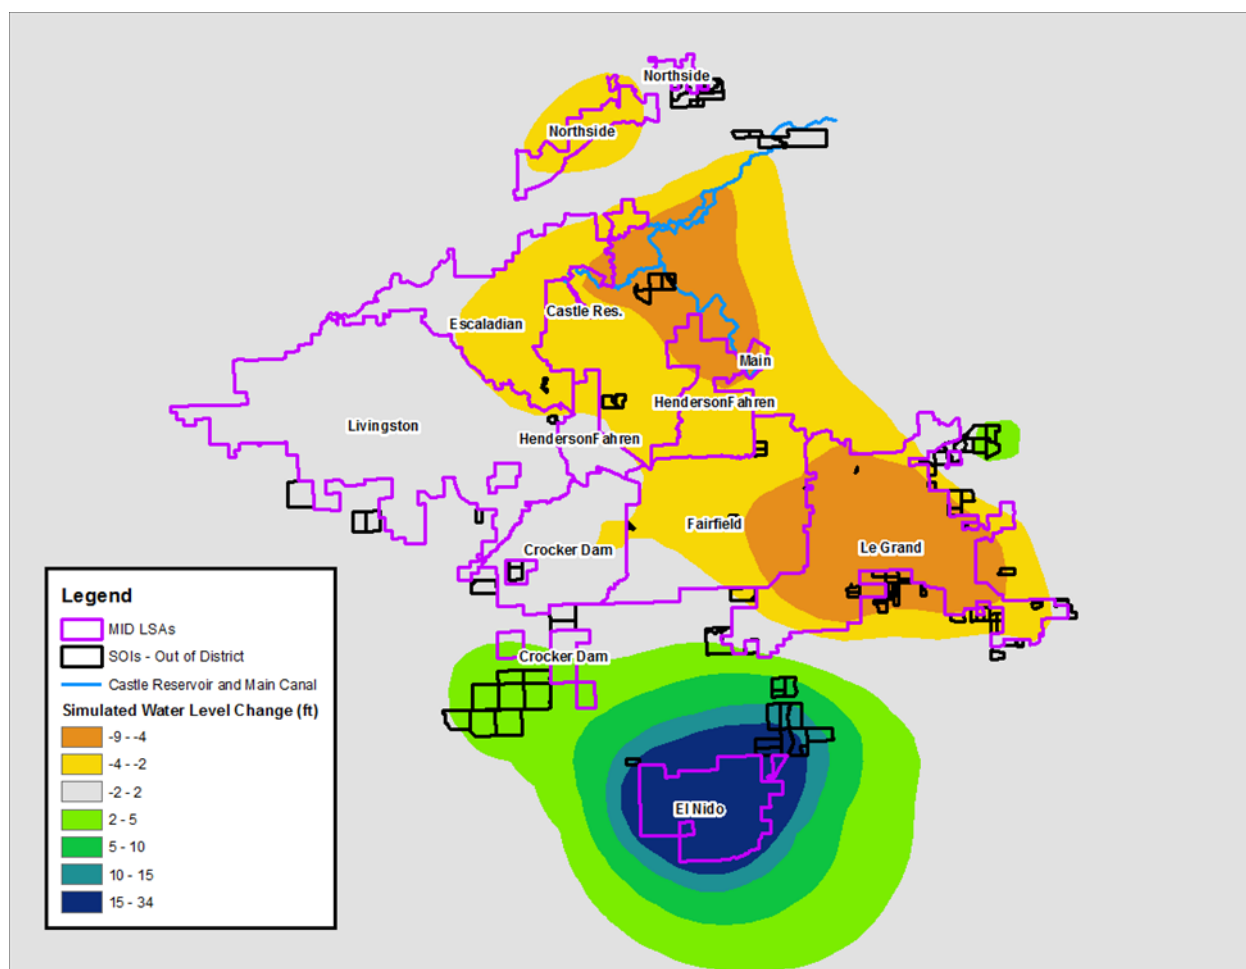 Northside
Northside
Castle Res.
Escaladian
Main
HendersonFahren
Livingston
HendersonFahren
Fairfield
Crocker Dam
Le Grand
Crocker Dam
El Nido
Legend
MID LSAs
SOIs - Out of District
Castle Reservoir and Main Canal
Simulated Water Level Change (ft)
-9 - -4
-4 - -2
-2 - 2
2 - 5
5 - 10
10 - 15
15 - 34